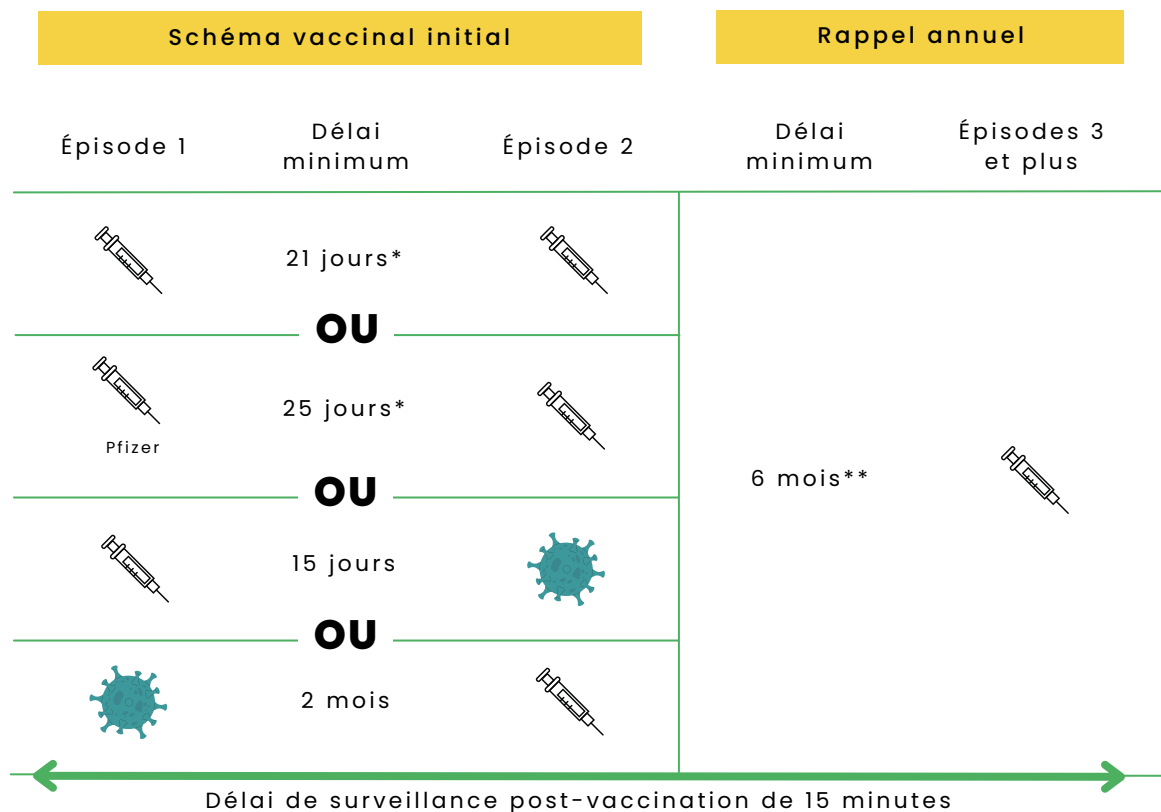 Schéma vaccinal initial
Rappel annuel
Épisode 1
Délai
minimum
Épisode 2
Délai
minimum
Épisodes 3
et plus
21 jours*
OU
Pfizer
25 jours*
OU
15 jours
OU
2 mois
6 mois**
Délai de surveillance post-vaccination de 15 minutes